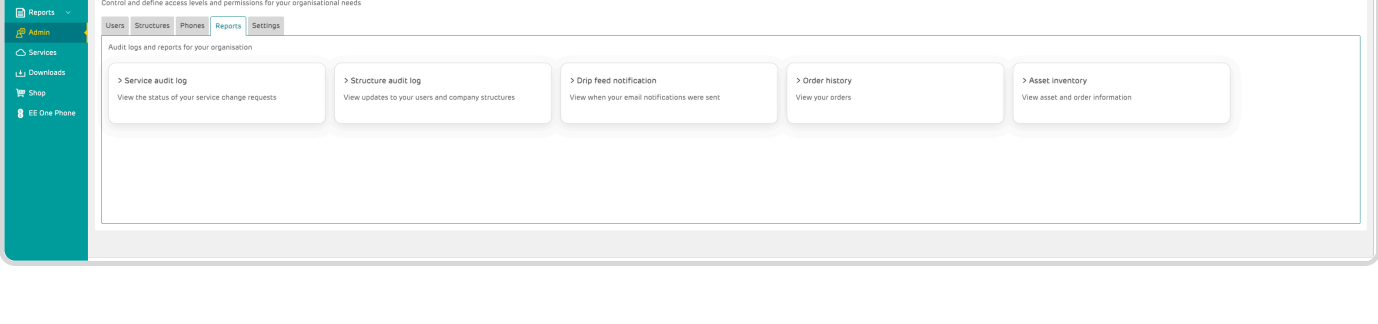 Control and define access levels and permissions for your organisational needs
Reports
Admin
Services
Downloads
Shop
EE One Phone
Users Structures Phones Reports Settings
Audit logs and reports for your organisation
> Service audit log
View the status of your service change requests
> Structure audit log
View updates to your users and company structures
> Drip feed notification
View when your email notifications were sent
> Order history
View your orders
> Asset inventory
View asset and order information